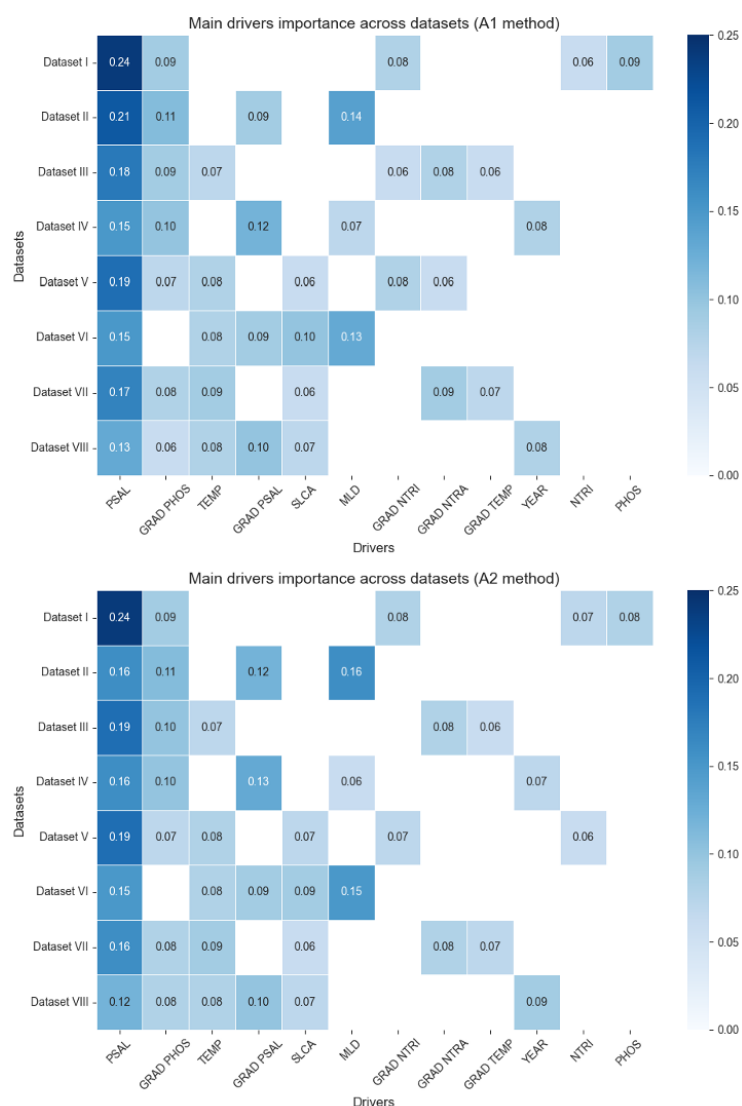 Main drivers importance across datasets (A1 method)
Dataset I 0.24 0.09 0.08 0.06 0.09
Dataset II 0.21 0.11 0.09 0.14
Dataset III 0.18 0.09 0.07 0.06 0.08 0.06
Dataset IV 0.15 0.10 0.12 0.07 0.08
Dataset V 0.19 0.07 0.08 0.06 0.08 0.06
Dataset VI 0.15 0.08 0.09 0.10 0.13
Dataset VII 0.17 0.08 0.09 0.06 0.09 0.07
Dataset VIII 0.13 0.06 0.08 0.10 0.07 0.08
Datasets
PSAL GRAD PHOS TEMP GRAD PSAL SLCA MLD GRAD NTRI GRAD NTRA GRAD TEMP YEAR NTRI PHOS
Drivers
0.25
0.20
0.15
0.10
0.05
0.00
Main drivers importance across datasets (A2 method)
Dataset I 0.24 0.09 0.08 0.07 0.08
Dataset II 0.16 0.11 0.12 0.16
Dataset III 0.19 0.10 0.07 0.08 0.06
Dataset IV 0.16 0.10 0.13 0.06 0.07
Dataset V 0.19 0.07 0.08 0.07 0.07 0.06
Dataset VI 0.15 0.08 0.09 0.09 0.15
Dataset VII 0.16 0.08 0.09 0.06 0.08 0.07
Dataset VIII 0.12 0.08 0.08 0.10 0.07 0.09
Datasets
PSAL GRAD PHOS TEMP GRAD PSAL SLCA MLD GRAD NTRI GRAD NTRA GRAD TEMP YEAR NTRI PHOS
Drivers
0.25
0.20
0.15
0.10
0.05
0.00